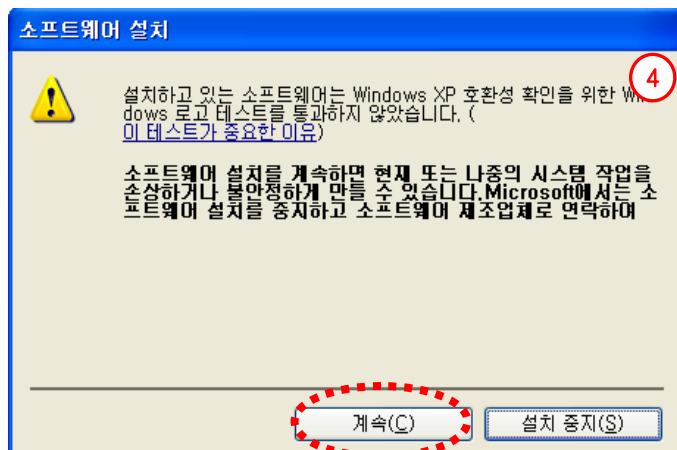 소프트웨어 설치
4
설치하고 있는 소프트웨어는 Windows XP 호환성 확인을 위한 Win
dows 로고 테스트를 통과하지 않았습니다. (
이 테스트가 중요한 이유)
소프트웨어 설치를 계속하면 현재 또는 나중의 시스템 작업을
손상하거나 불안정하게 만들 수 있습니다.Microsoft에서는 소
프트웨어 설치를 중지하고 소프트웨어 제조업체로 연락하여
계속(C)
설치 중지(S)